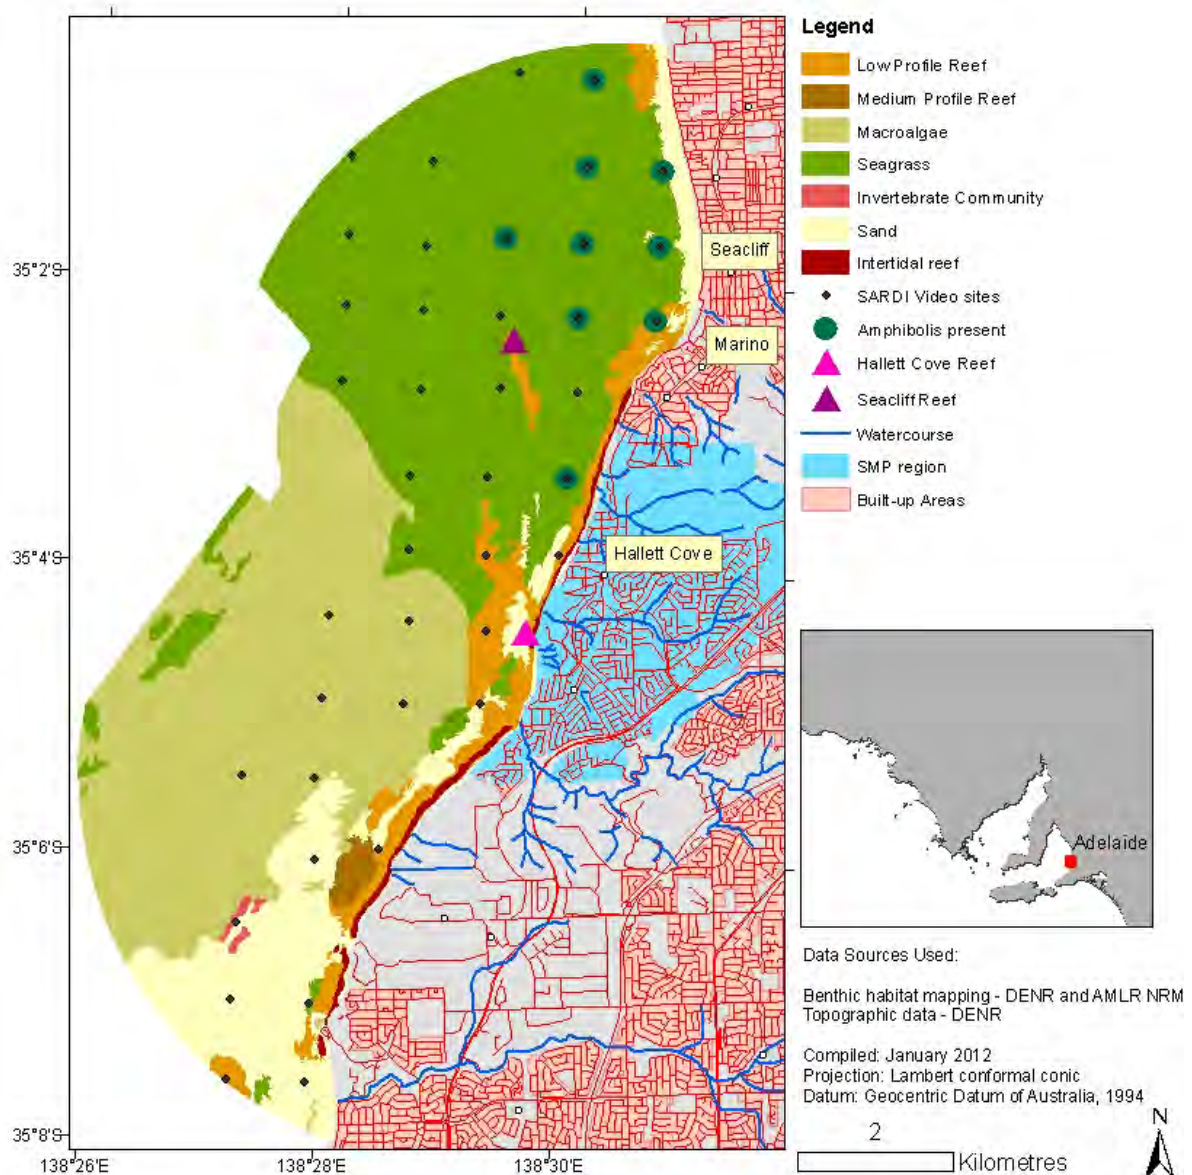 Legend
Low Profile Reef
Medium Profile Reef
Macroalgae
Seagrass
Invertebrate Community
Sand
Intertidal reef
SARDI Video sites
Amphibolis present
Hallett Cove Reef
Seacliff Reef
Watercourse
SMP region
Built-up Areas
Seacliff
Marino
Hallett Cove
35°2'S
35°4'S
35°6'S
35°8'S
138°26'E
138°28'E
138°30'E
Adelaide
Data Sources Used:
Benthic habitat mapping - DENR and AMLR NRM
Topographic data - DENR
Compiled: January 2012
Projection: Lambert conformal conic
Datum: Geocentric Datum of Australia, 1994
N
2
Kilometres